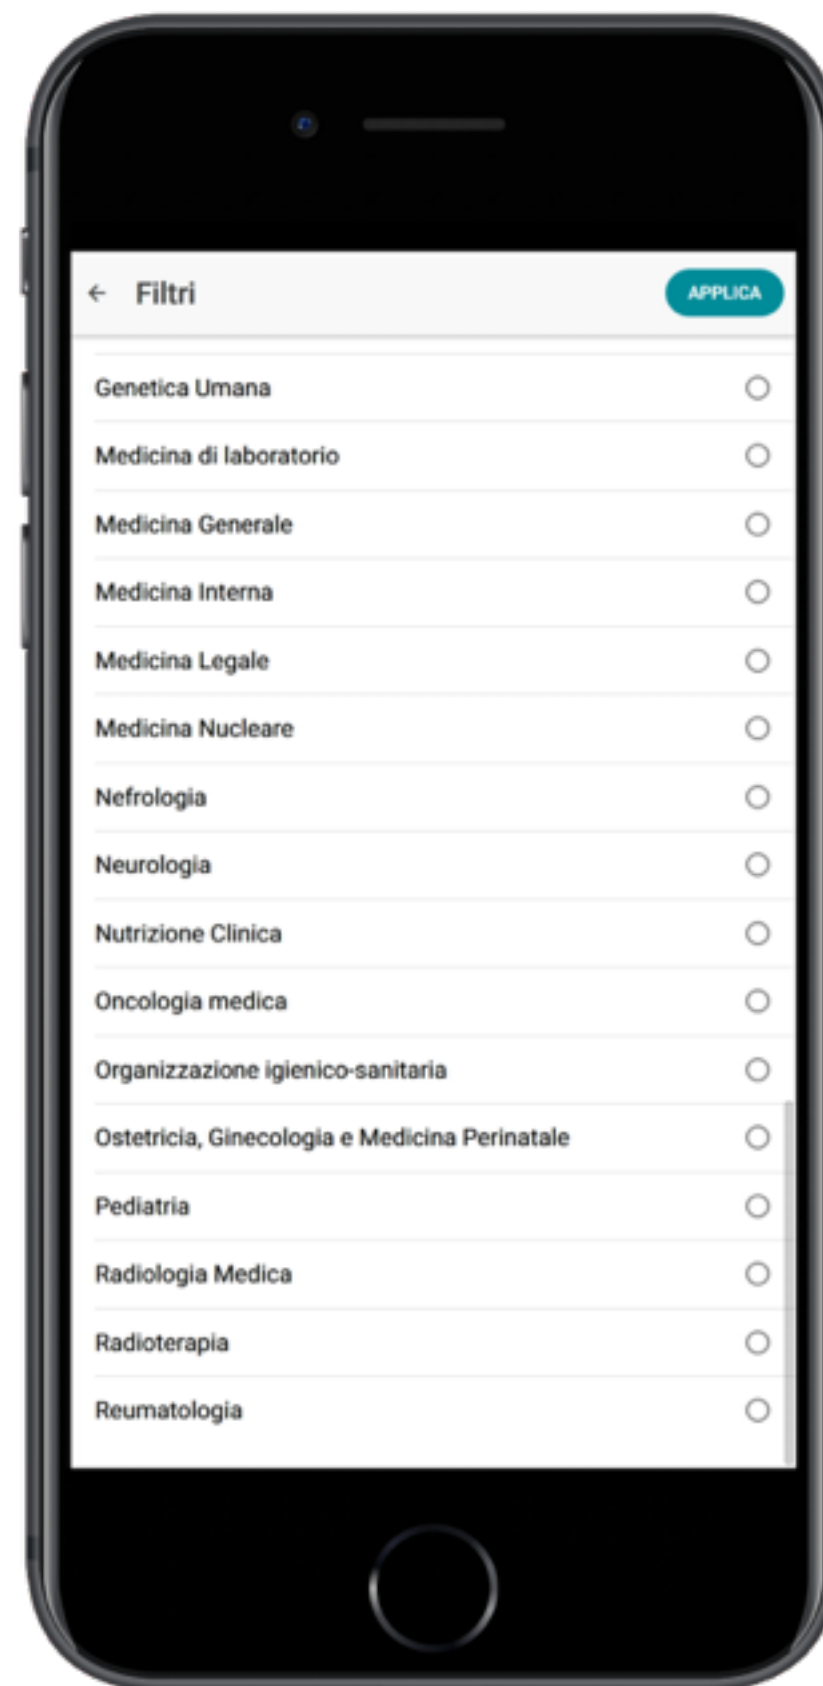 Filtri
APPLICA
Genetica Umana
Medicina di laboratorio
Medicina Generale
Medicina Interna
Medicina Legale
Medicina Nucleare
Nefrologia
Neurologia
Nutrizione Clinica
Oncologia medica
Organizzazione igienico-sanitaria
Ostetricia, Ginecologia e Medicina Perinatale
Pediatria
Radiologia Medica
Radioterapia
Reumatologia